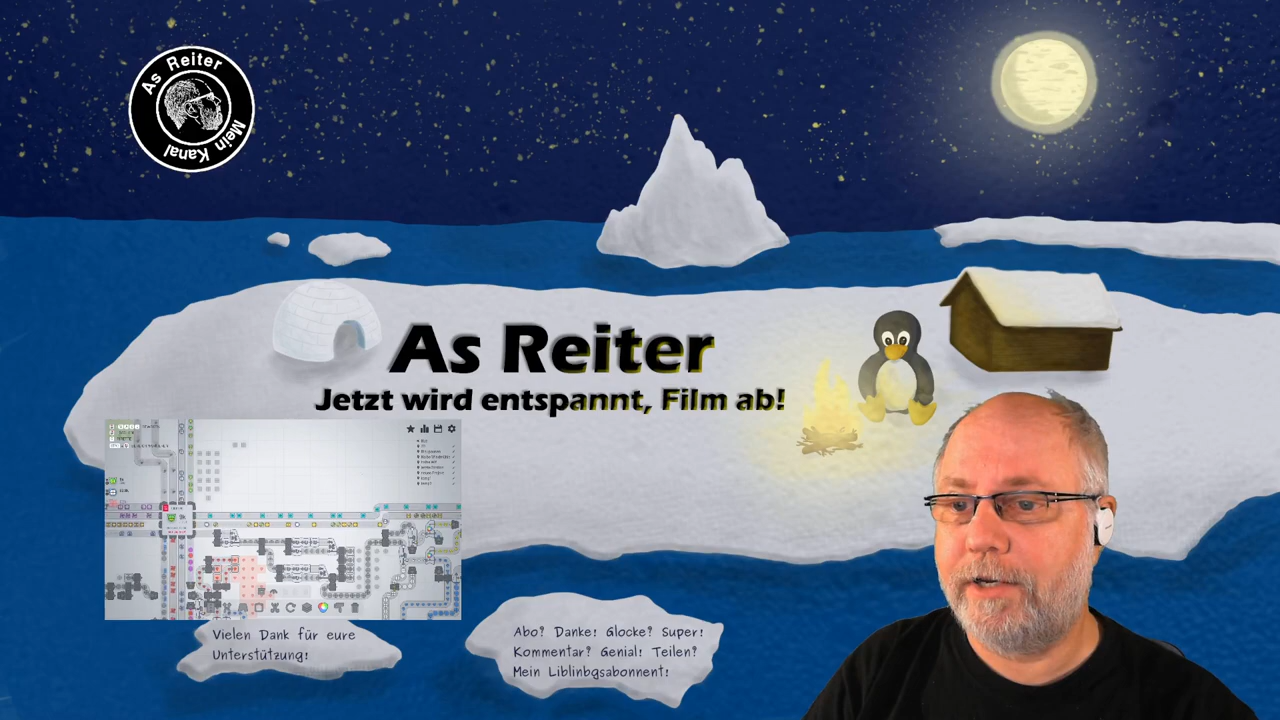 As Reiter
Mein Kanal
As Reiter
Jetzt wird entspannt, Film ab!
Vielen Dank für eure
Unterstützung!
Abo? Danke! Glocke? Super!
Kommentar? Genial! Teilen?
Mein Liblinbgsabonnent!